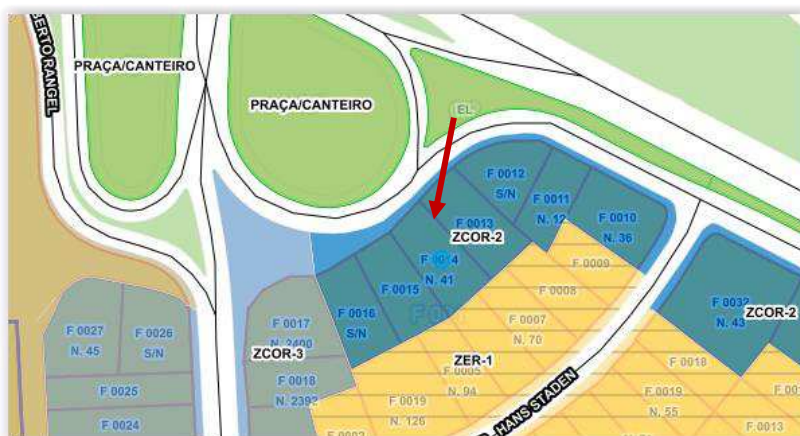 BERTO RANGEL
PRAÇA/CANTEIRO
PRAÇA/CANTEIRO
EL
F 0012
S/N
F 0011
N. 12
F 0010
N. 36
F 0013
ZCOR-2
F 0014
N. 41
F 0015
F 0016
S/N
F 0009
F 0008
F 0007
N. 70
F 0032
N. 43
ZCOR-2
F 0027
N. 45
F 0026
S/N
F 0017
N. 2400
ZCOR-3
F 0018
N. 2392
F 0025
F 0024
ZER-1
F 0005
N. 94
F 0019
N. 126
HANS STADEN
F 0018
F 0019
N. 55
F 0013